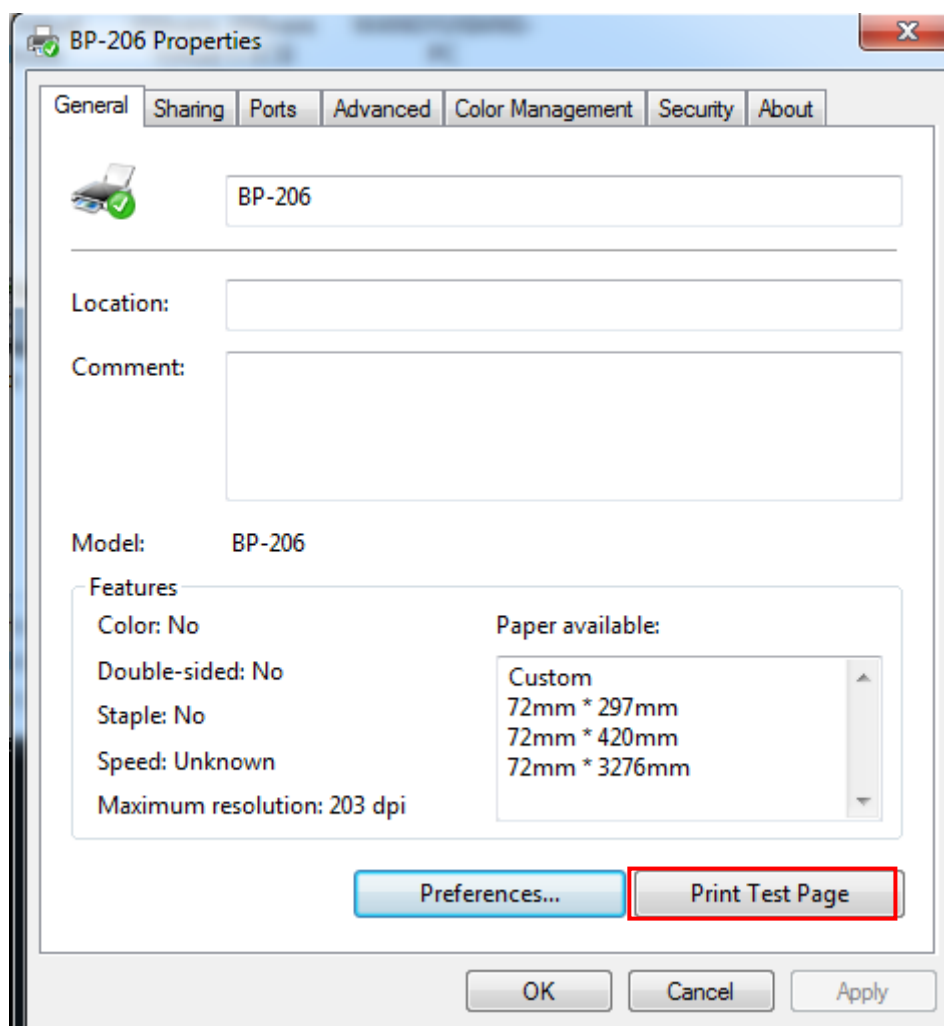 BP-206 Properties
General Sharing Ports Advanced Color Management Security About
BP-206
Location:
Comment:
Model: BP-206
Features
Color: No
Paper available:
Double-sided: No
Custom
Staple: No
72mm * 297mm
72mm * 420mm
Speed: Unknown
72mm * 3276mm
Maximum resolution: 203 dpi
Preferences... Print Test Page
OK Cancel Apply